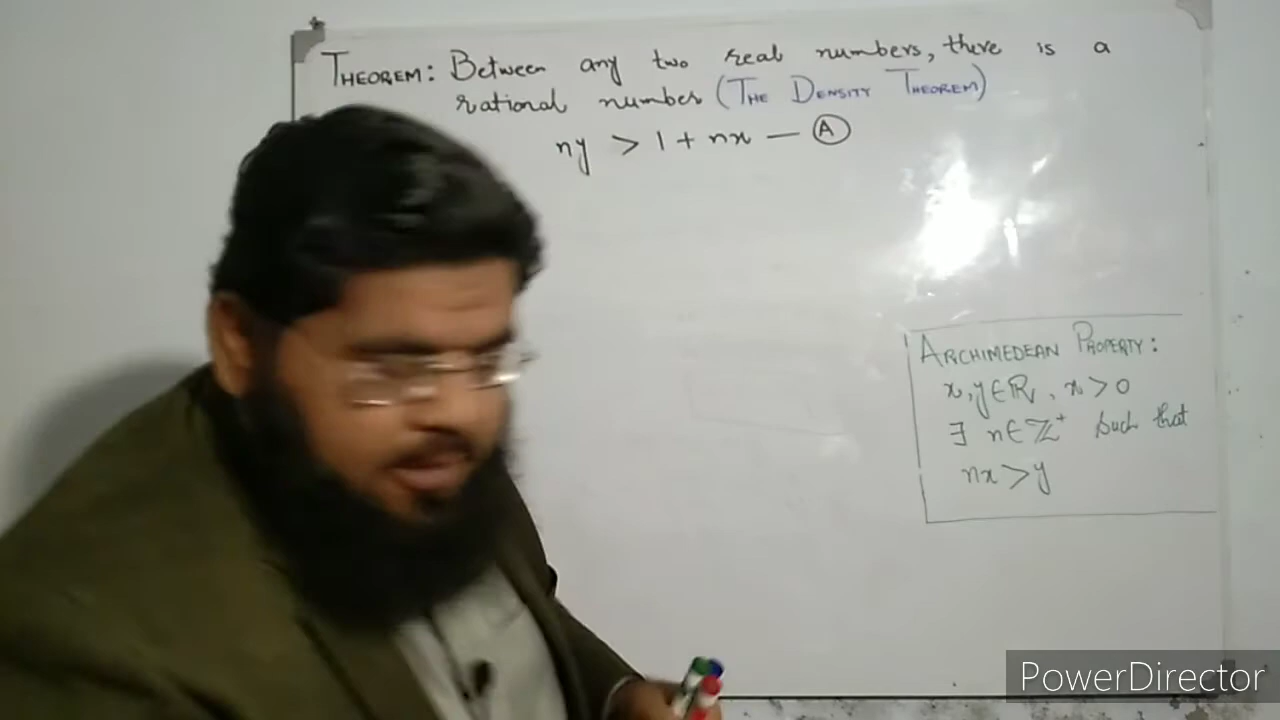 THEOREM: Between any two real numbers, there is a
rational number (THE DENSITY THEOREM)
ny > 1 + nx — Ⓐ
ARCHIMEDEAN PROPERTY:
x, y ∈ ℝ, x > 0
∃ n ∈ ℤ⁺ such that
nx > y
PowerDirector